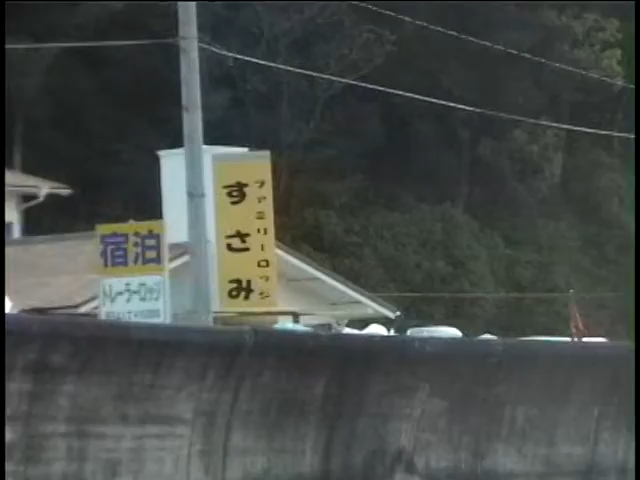 宿泊
トレーラーロッジ
すさみ
ファミリーロッジ